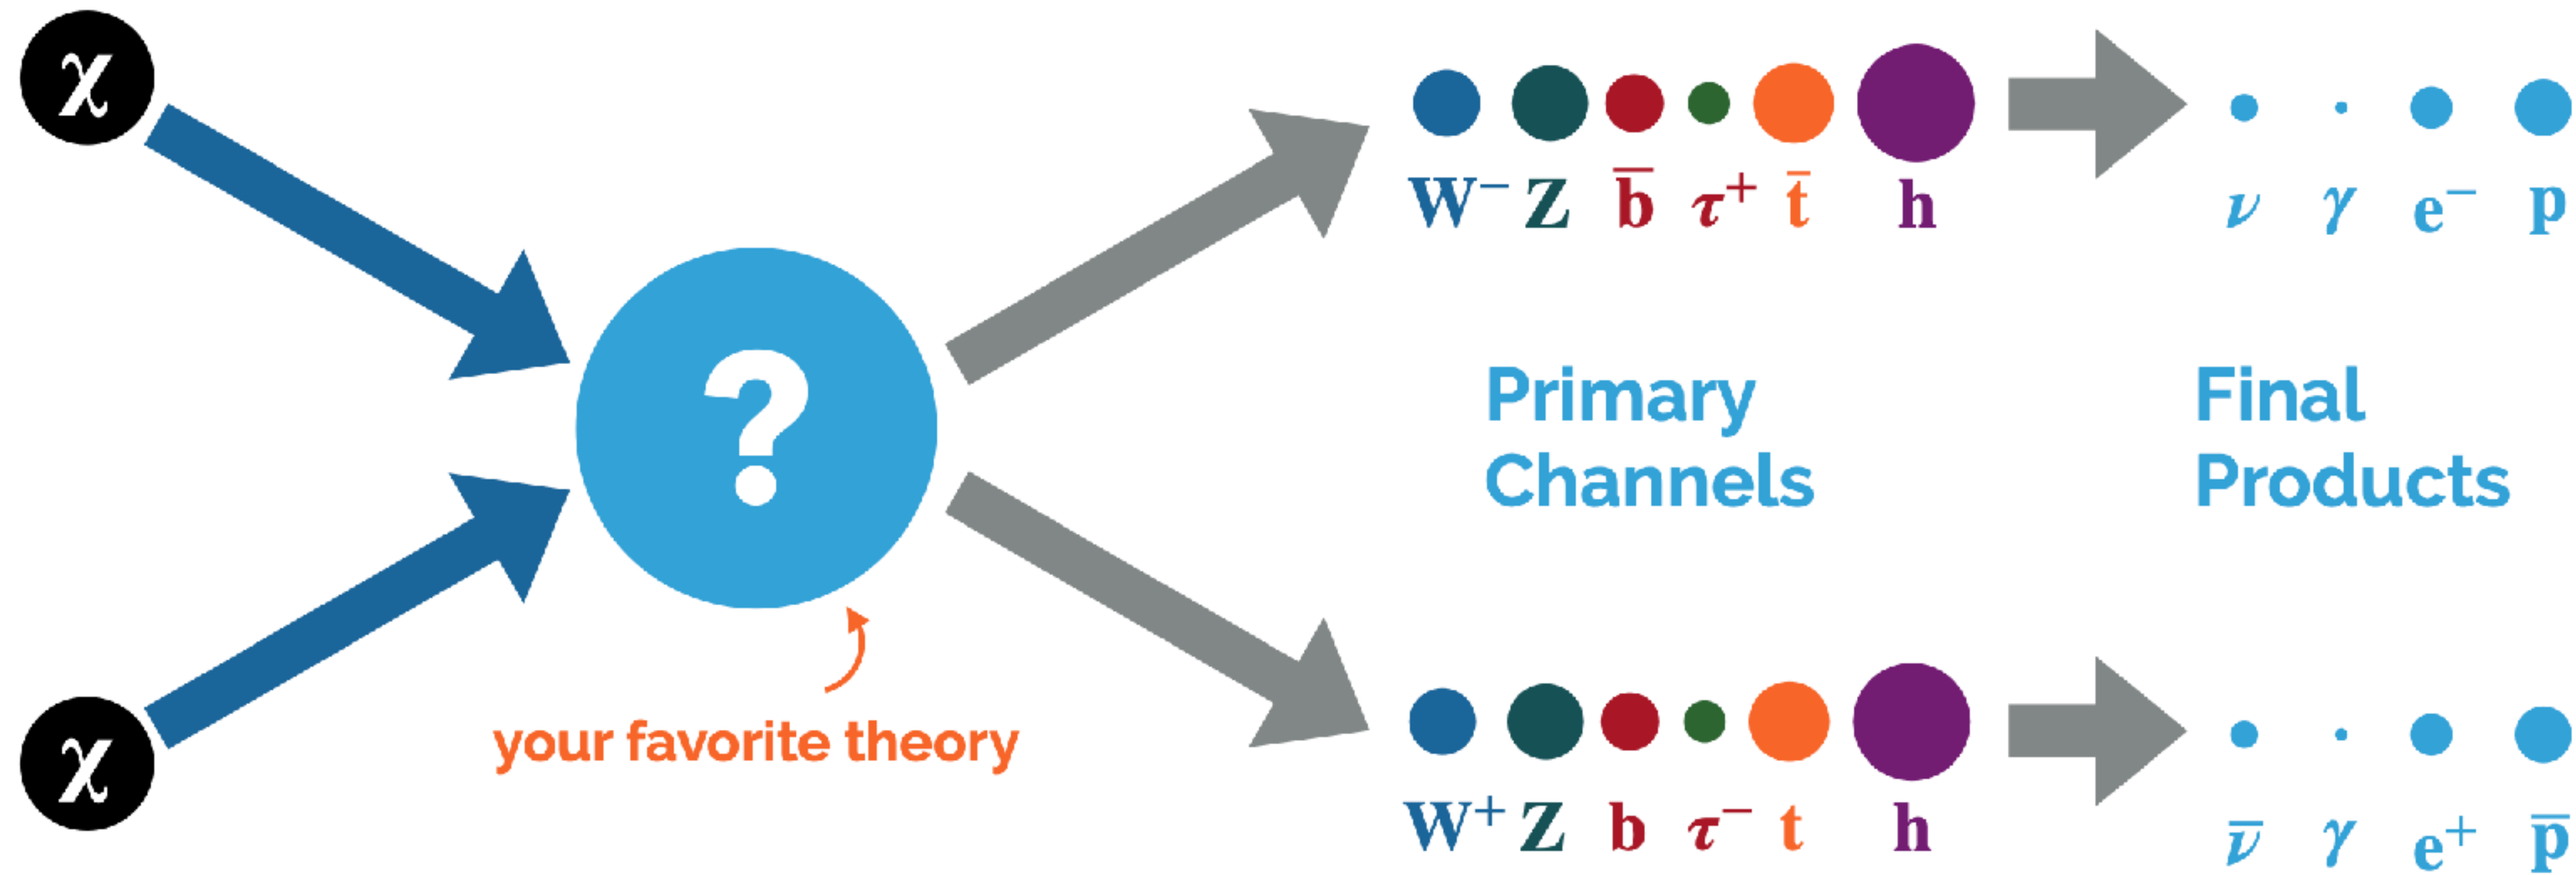 χ
W⁻ Z b̅ τ⁺ t̅ h
ν γ e⁻ p
?
Primary
Channels
Final
Products
your favorite theory
χ
W⁺ Z b τ⁻ t h
ν̅ γ e⁺ p̅